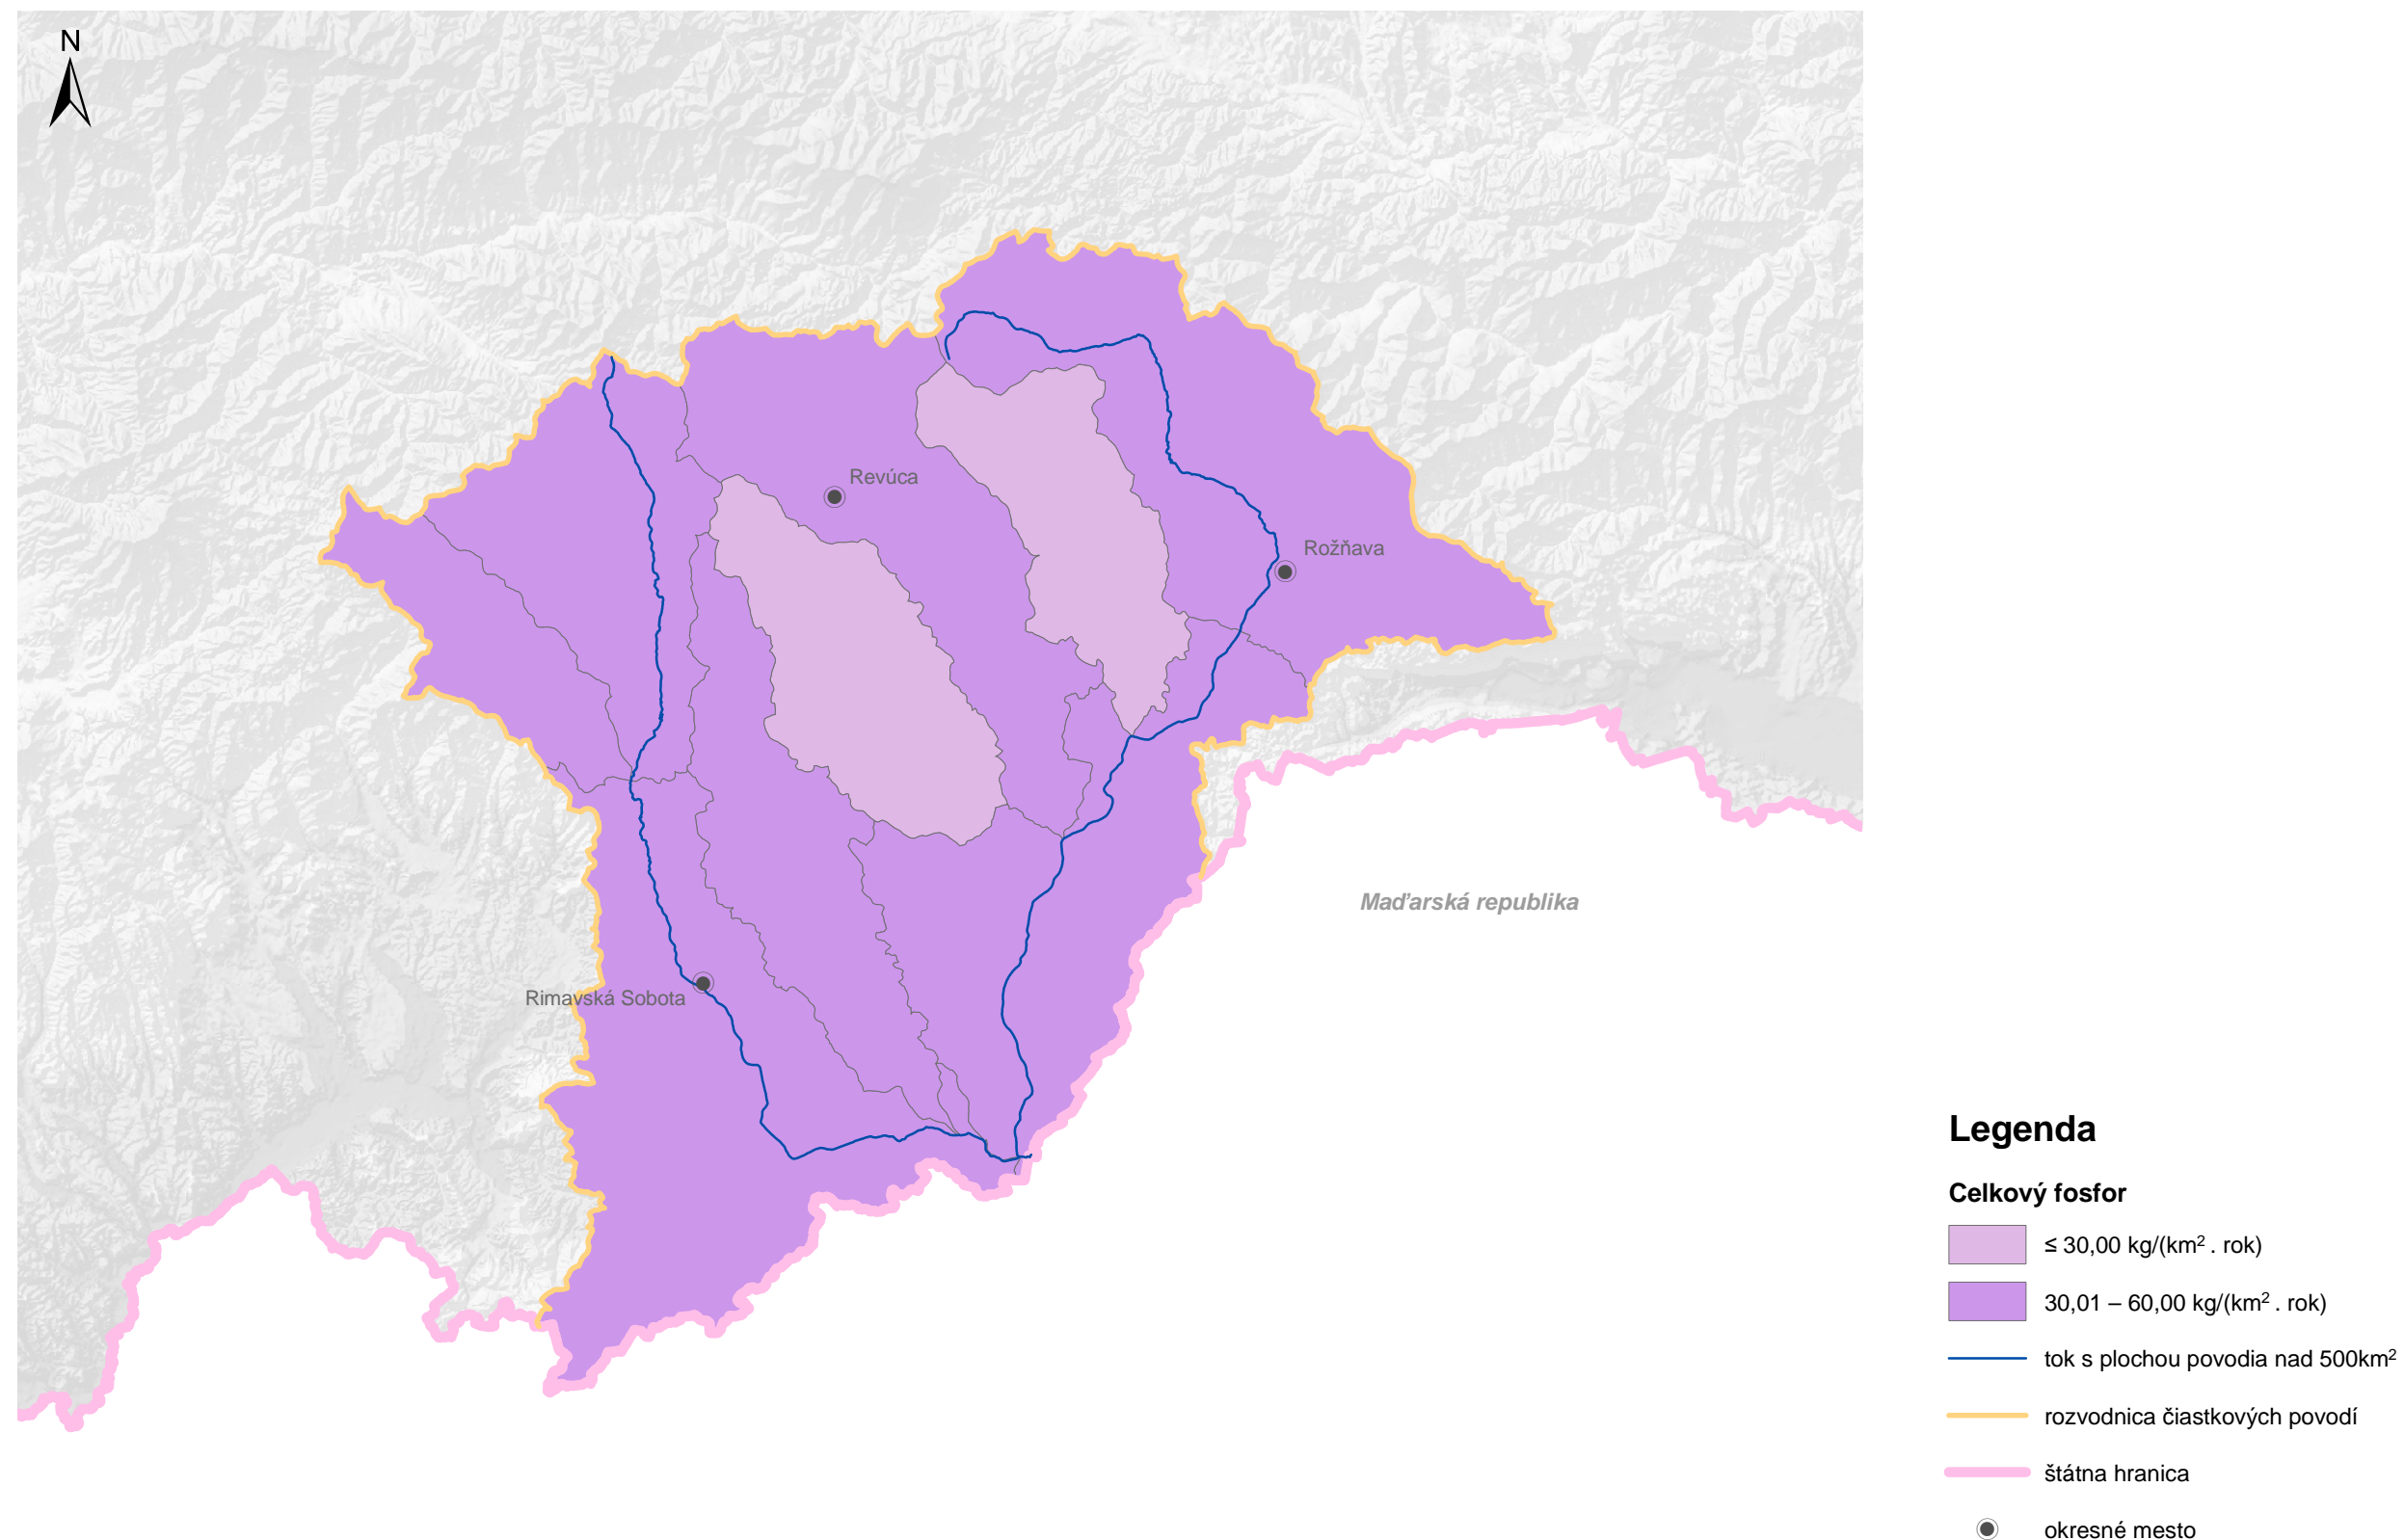 N
Revúca
Rožňava
Maďarská republika
Rimavská Sobota
Legenda
Celkový fosfor
≤ 30,00 kg/(km² . rok)
30,01 – 60,00 kg/(km² . rok)
tok s plochou povodia nad 500km²
rozvodnica čiastkových povodí
štátna hranica
okresné mesto